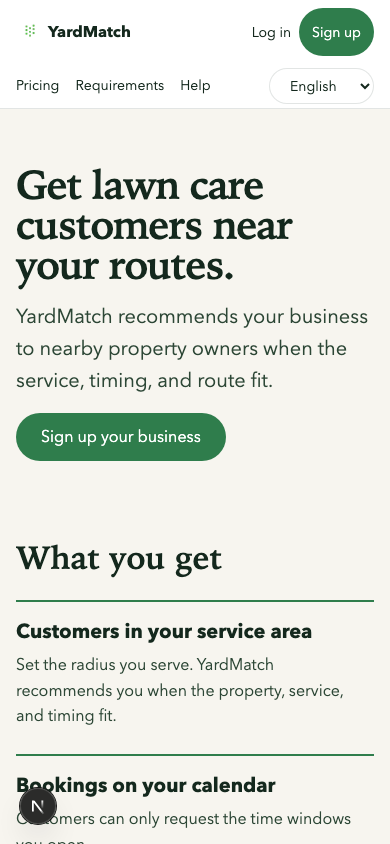 YardMatch
Log in
Sign up
Pricing
Requirements
Help
English
Get lawn care
customers near
your routes.
YardMatch recommends your business
to nearby property owners when the
service, timing, and route fit.
Sign up your business
What you get
Customers in your service area
Set the radius you serve. YardMatch
recommends you when the property, service,
and timing fit.
Bookings on your calendar
N
Customers can only request the time windows
you open